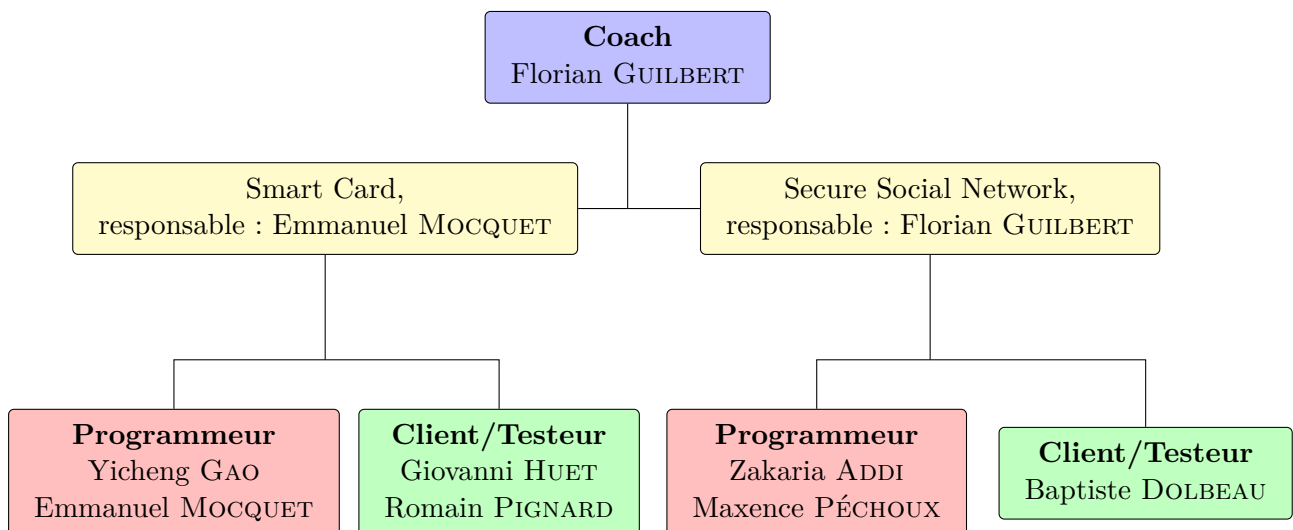 Coach
Florian GUILBERT
Smart Card,
responsable : Emmanuel MOCQUET
Secure Social Network,
responsable : Florian GUILBERT
Programmeur
Yicheng GAO
Emmanuel MOCQUET
Client/Testeur
Giovanni HUET
Romain PIGNARD
Programmeur
Zakaria ADDI
Maxence PÉCHOUX
Client/Testeur
Baptiste DOLBEAU